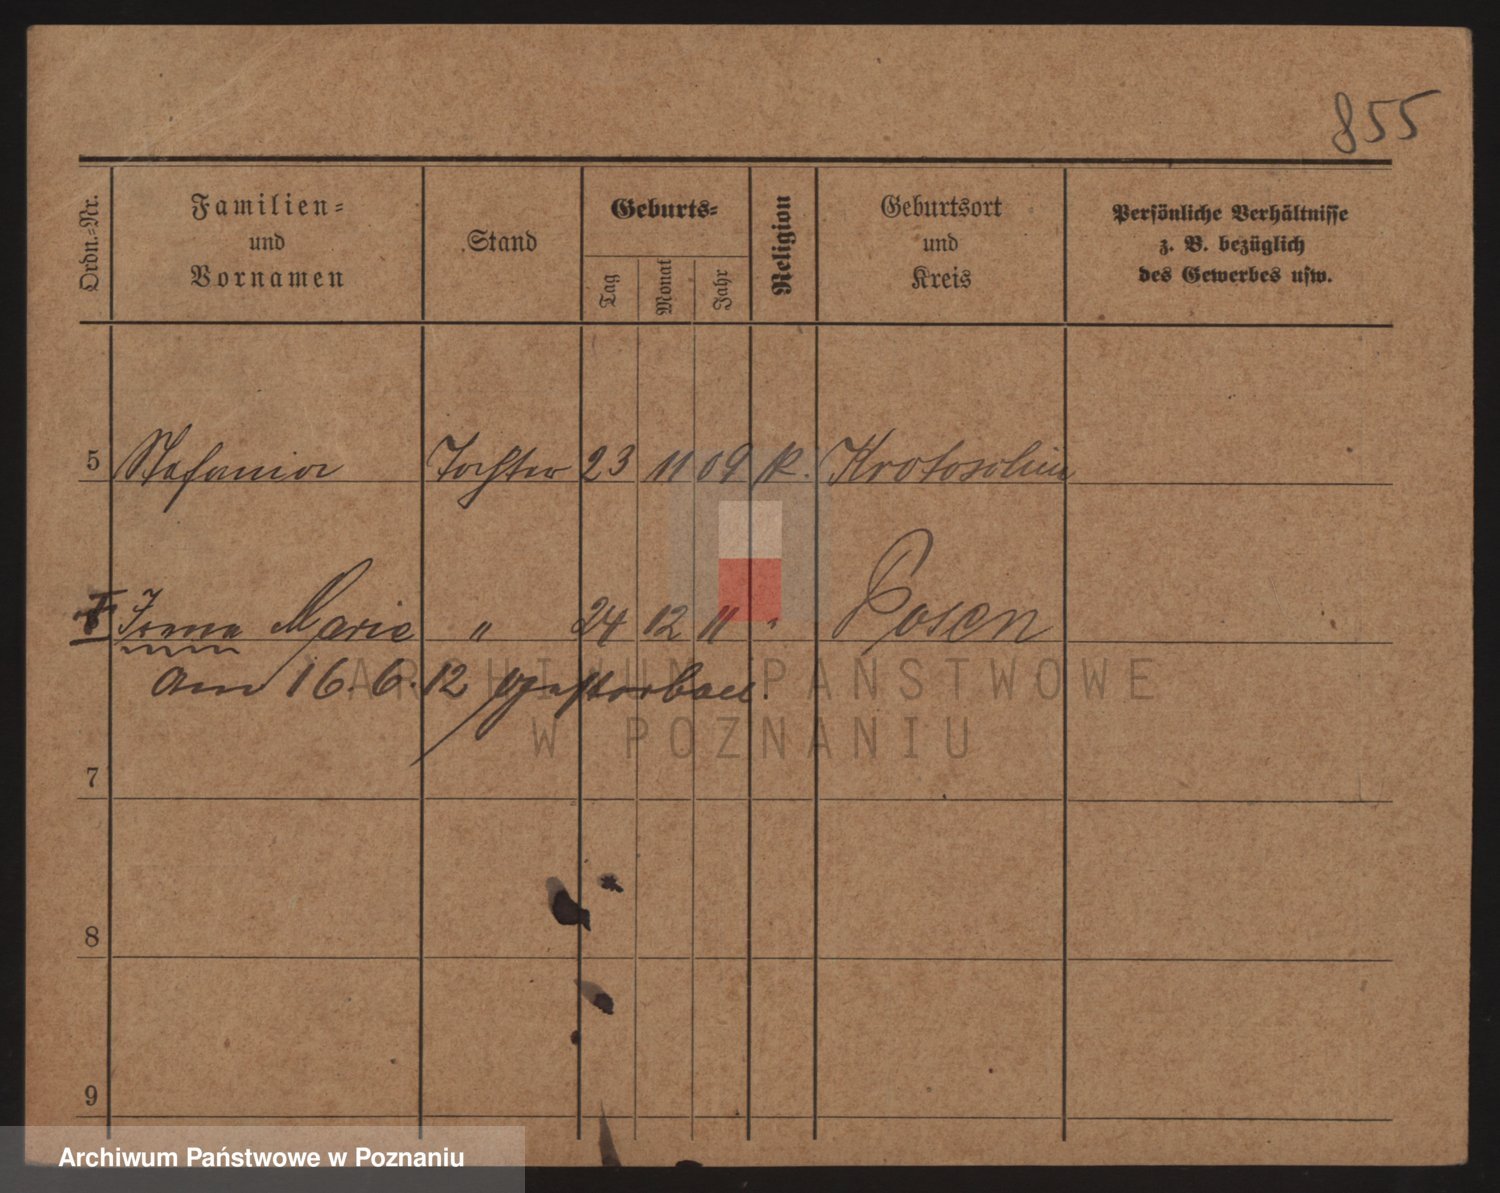 855
Ordn.-Nr. Familien- und Vornamen Stand Geburts- Tag Monat Jahr Religion Geburtsort und Kreis Persönliche Verhältnisse z. B. bezüglich des Gewerbes usw.
5 Stefania Tochter 23 11 09 k. Krotoschin
Irena Marie " 24 12 11 " Posen
am 16. 6. 12 gestorben.
7
8
9
ARCHIWUM PAŃSTWOWE
W POZNANIU
Archiwum Państwowe w Poznaniu